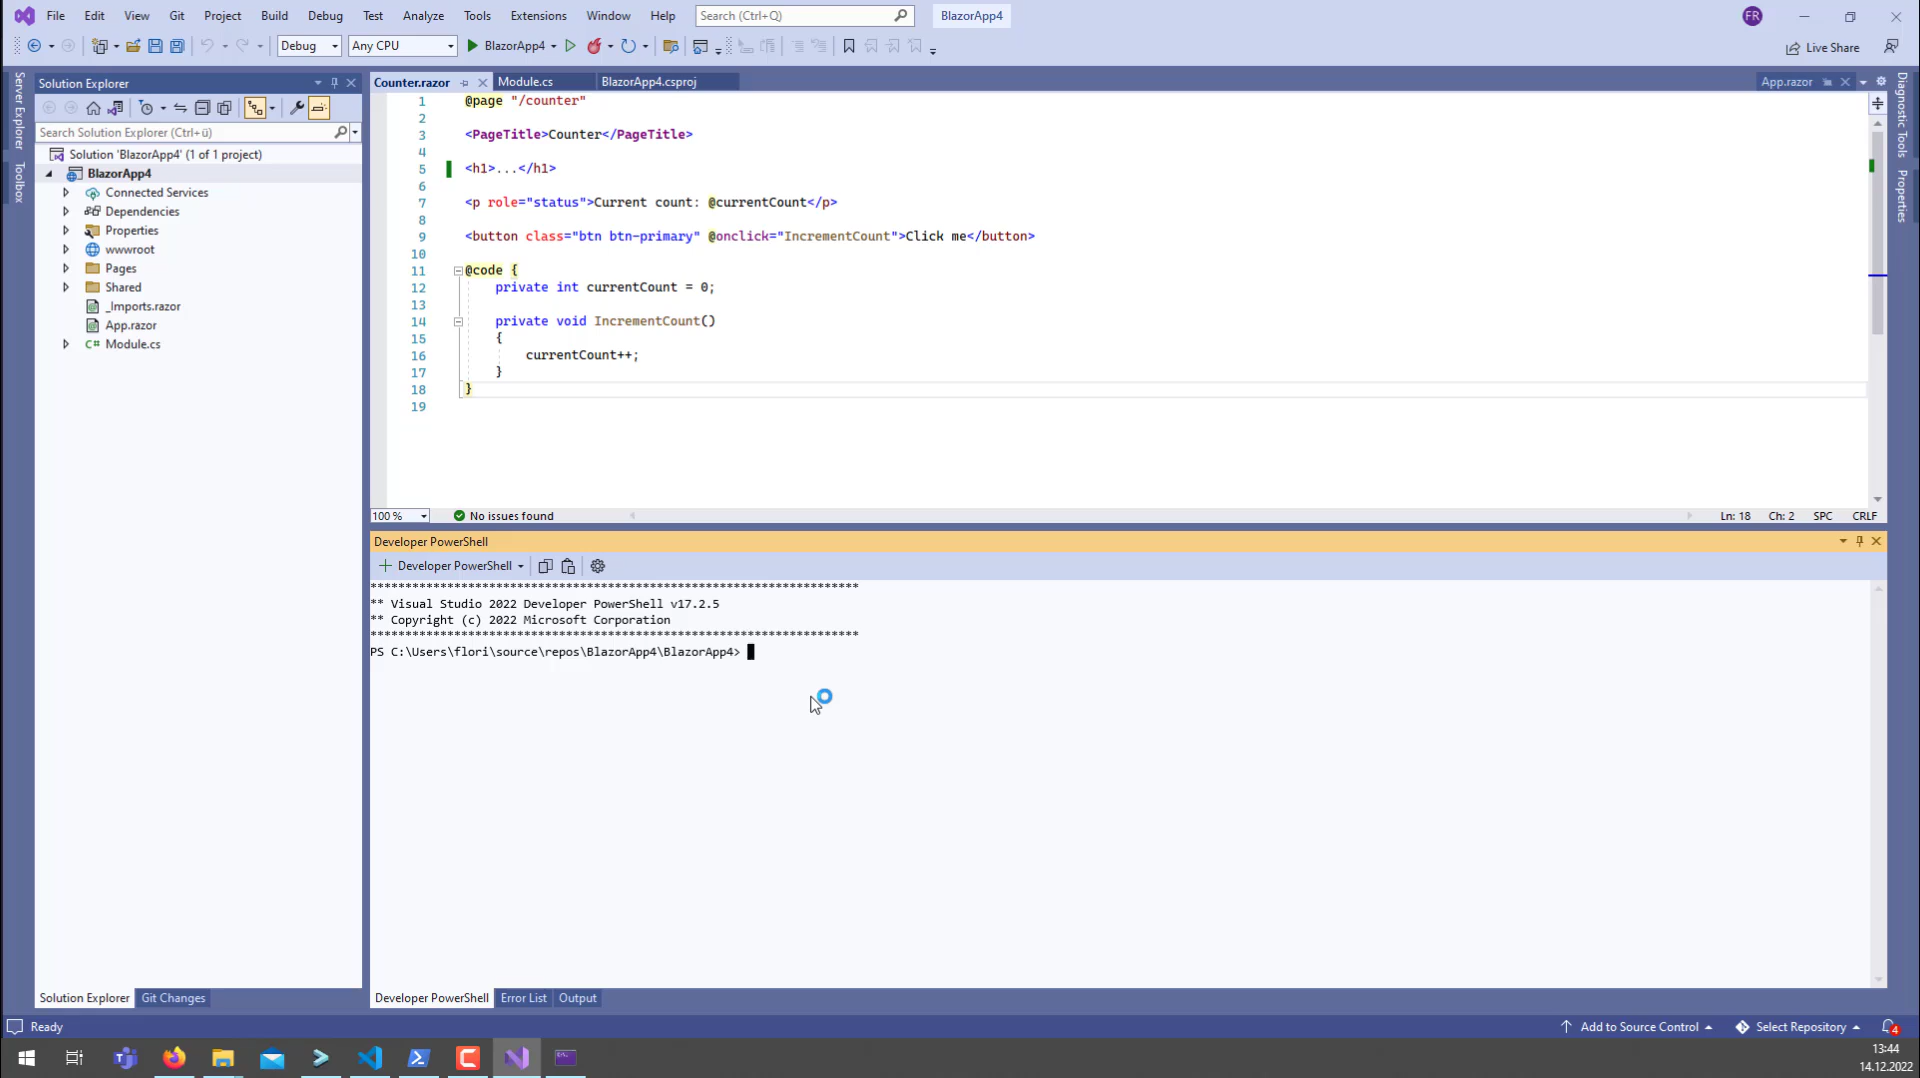 File Edit View Git Project Build Debug Test Analyze Tools Extensions Window Help Search (Ctrl+Q) BlazorApp4 FR
Debug Any CPU BlazorApp4 Live Share
Server Explorer
Toolbox
Solution Explorer
Search Solution Explorer (Ctrl+ü)
Solution 'BlazorApp4' (1 of 1 project)
BlazorApp4
Connected Services
Dependencies
Properties
wwwroot
Pages
Shared
_Imports.razor
App.razor
C# Module.cs
Solution Explorer Git Changes
Counter.razor Module.cs BlazorApp4.csproj App.razor
1 @page "/counter"
2
3 <PageTitle>Counter</PageTitle>
4
5 <h1>...</h1>
6
7 <p role="status">Current count: @currentCount</p>
8
9 <button class="btn btn-primary" @onclick="IncrementCount">Click me</button>
10
11 @code {
12 private int currentCount = 0;
13
14 private void IncrementCount()
15 {
16 currentCount++;
17 }
18 }
19
100 % No issues found Ln: 18 Ch: 2 SPC CRLF
Developer PowerShell
Developer PowerShell
**********************************************************************
** Visual Studio 2022 Developer PowerShell v17.2.5
** Copyright (c) 2022 Microsoft Corporation
**********************************************************************
PS C:\Users\flori\source\repos\BlazorApp4\BlazorApp4>
Developer PowerShell Error List Output
Diagnostic Tools
Properties
Ready Add to Source Control Select Repository 4
13:44
14.12.2022